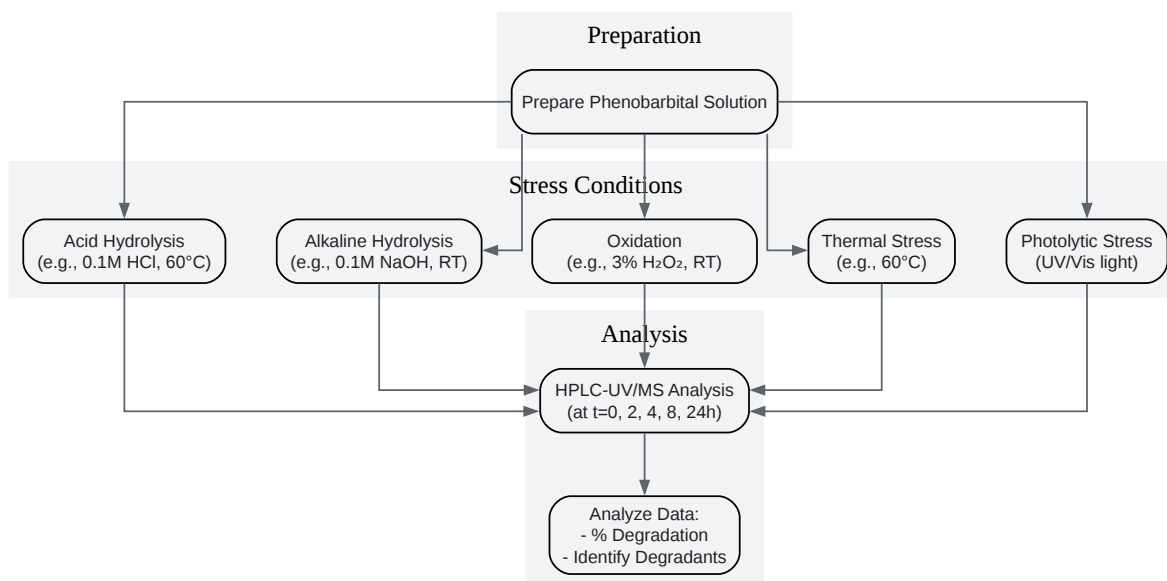 Preparation
Prepare Phenobarbital Solution
Stress Conditions
Acid Hydrolysis
(e.g., 0.1M HCl, 60°C)
Alkaline Hydrolysis
(e.g., 0.1M NaOH, RT)
Oxidation
(e.g., 3% H₂O₂, RT)
Thermal Stress
(e.g., 60°C)
Photolytic Stress
(UV/Vis light)
Analysis
HPLC-UV/MS Analysis
(at t=0, 2, 4, 8, 24h)
Analyze Data:
- % Degradation
- Identify Degradants